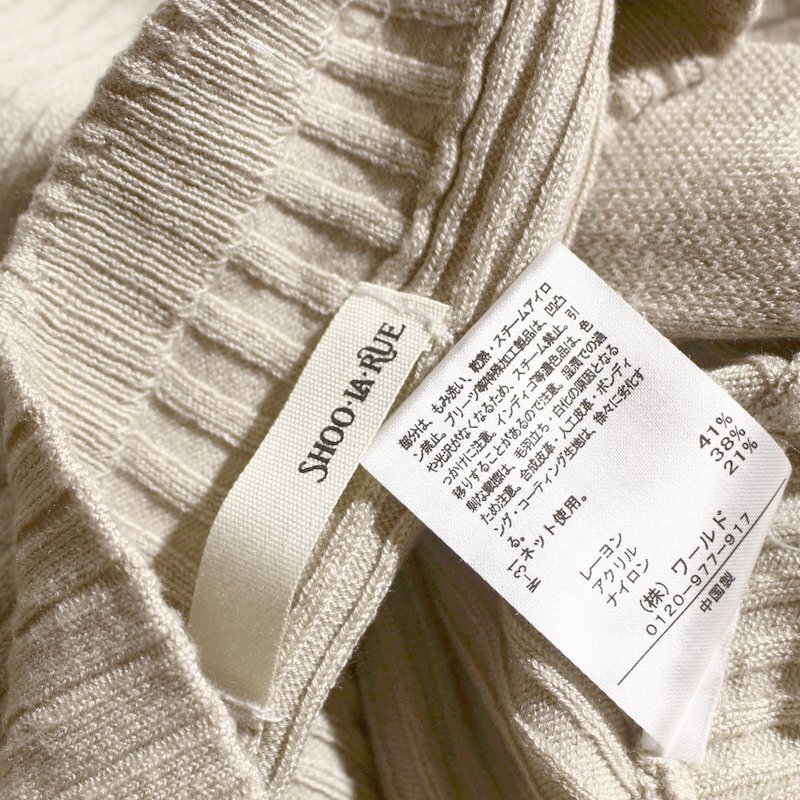 SHOO・LA・RUE
部分は、もみ洗い、乾熱・スチームアイロ
ン禁止。プリーツ等特殊加工製品は、凹凸
や光沢がなくなるため、スチーム禁止。引
っかけに注意。インディゴ等濃色品は、色
移りすることがあるので注意。湿潤での過
度な摩擦は、毛羽立ち・白化の原因となる
ため注意。合成皮革・人工皮革・ボンディ
ング・コーティング生地は、徐々に劣化す
る。
W-31 ネット使用。
レーヨン 41%
アクリル 38%
ナイロン 21%
(株) ワールド
0120-977-917
中国製